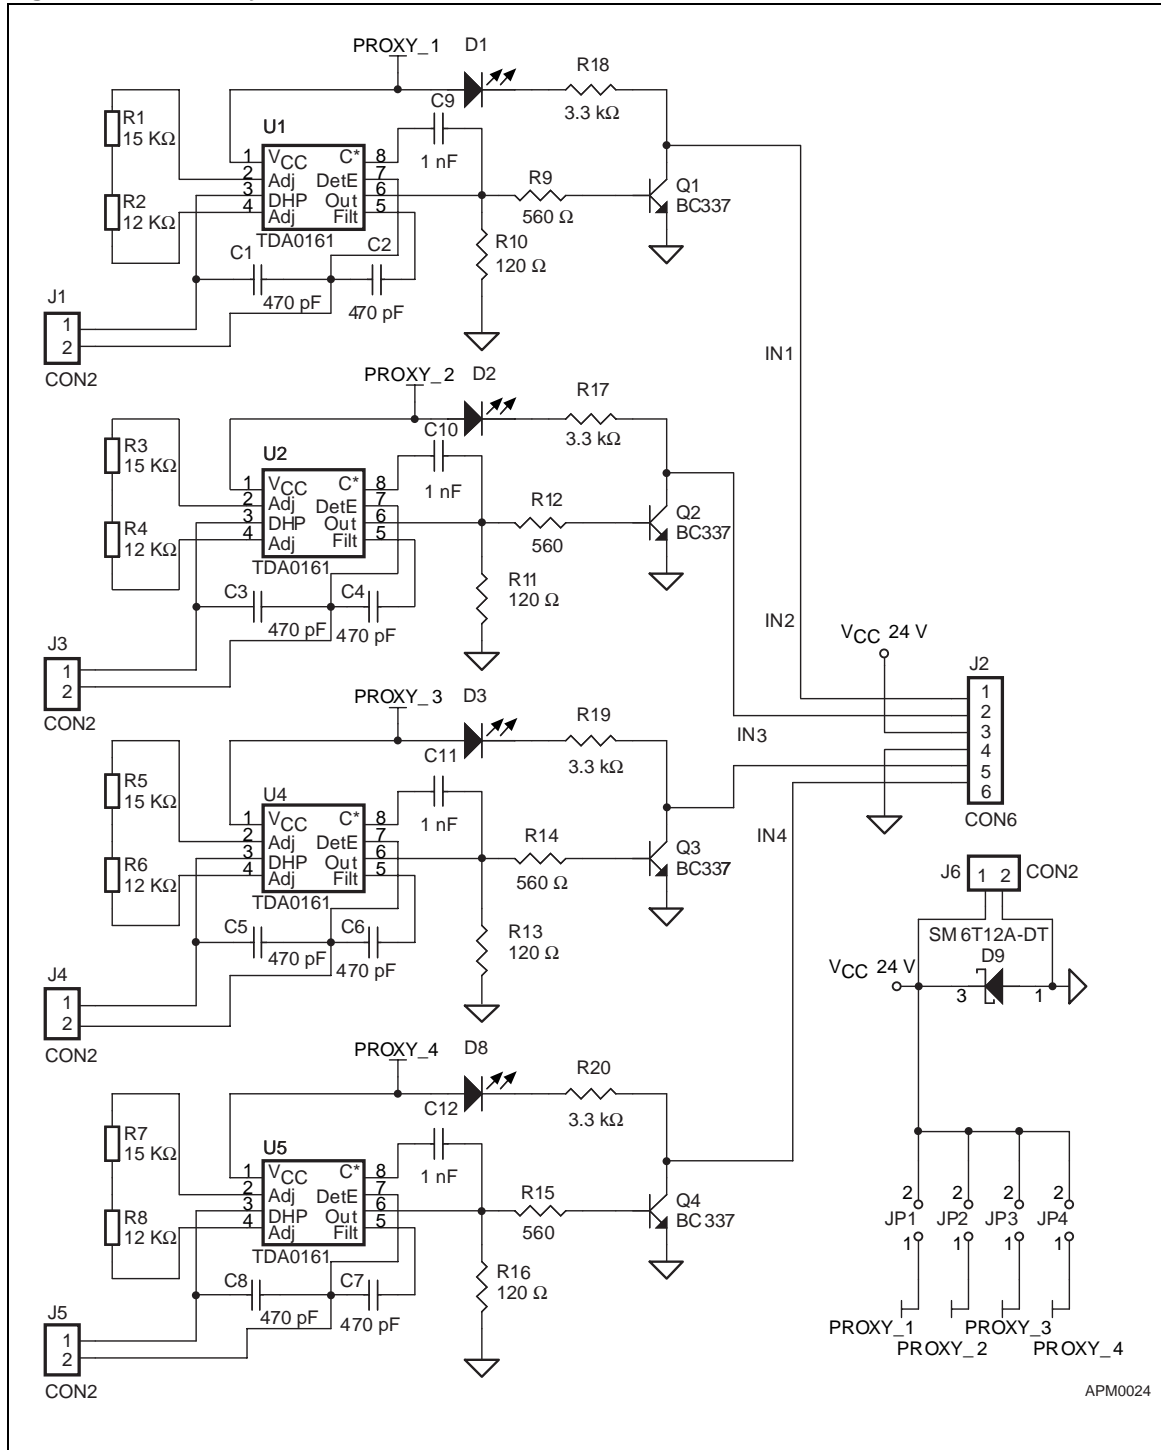 PROXY_1
D1
R18
3.3 kΩ
C9
1 nF
R1
15 KΩ
R2
12 KΩ
U1
1 VCC C* 8
2 Adj DetE 7
3 DHP Out 6
4 Adj Filt 5
TDA0161
R9
560 Ω
Q1
BC337
R10
120 Ω
C1
470 pF
C2
470 pF
J1
1
2
CON2
IN1
PROXY_2
D2
R17
3.3 kΩ
C10
1 nF
R3
15 KΩ
R4
12 KΩ
U2
1 VCC C* 8
2 Adj DetE 7
3 DHP Out 6
4 Adj Filt 5
TDA0161
R12
560
Q2
BC337
R11
120 Ω
C3
470 pF
C4
470 pF
J3
1
2
CON2
IN2
VCC 24 V
J2
1
2
3
4
5
6
CON6
IN3
PROXY_3
D3
R19
3.3 kΩ
C11
1 nF
R5
15 KΩ
R6
12 KΩ
U4
1 VCC C* 8
2 Adj DetE 7
3 DHP Out 6
4 Adj Filt 5
TDA0161
R14
560 Ω
Q3
BC337
R13
120 Ω
C5
470 pF
C6
470 pF
J4
1
2
CON2
IN4
J6 1 2 CON2
SM6T12A-DT
D9
VCC 24 V
3 1
PROXY_4
D8
R20
3.3 kΩ
C12
1 nF
R7
15 KΩ
R8
12 KΩ
U5
1 VCC C* 8
2 Adj DetE 7
3 DHP Out 6
4 Adj Filt 5
TDA0161
R15
560
Q4
BC337
R16
120 Ω
C8
470 pF
C7
470 pF
J5
1
2
CON2
2 2 2 2
JP1 JP2 JP3 JP4
1 1 1 1
PROXY_1 PROXY_3
PROXY_2 PROXY_4
APM0024